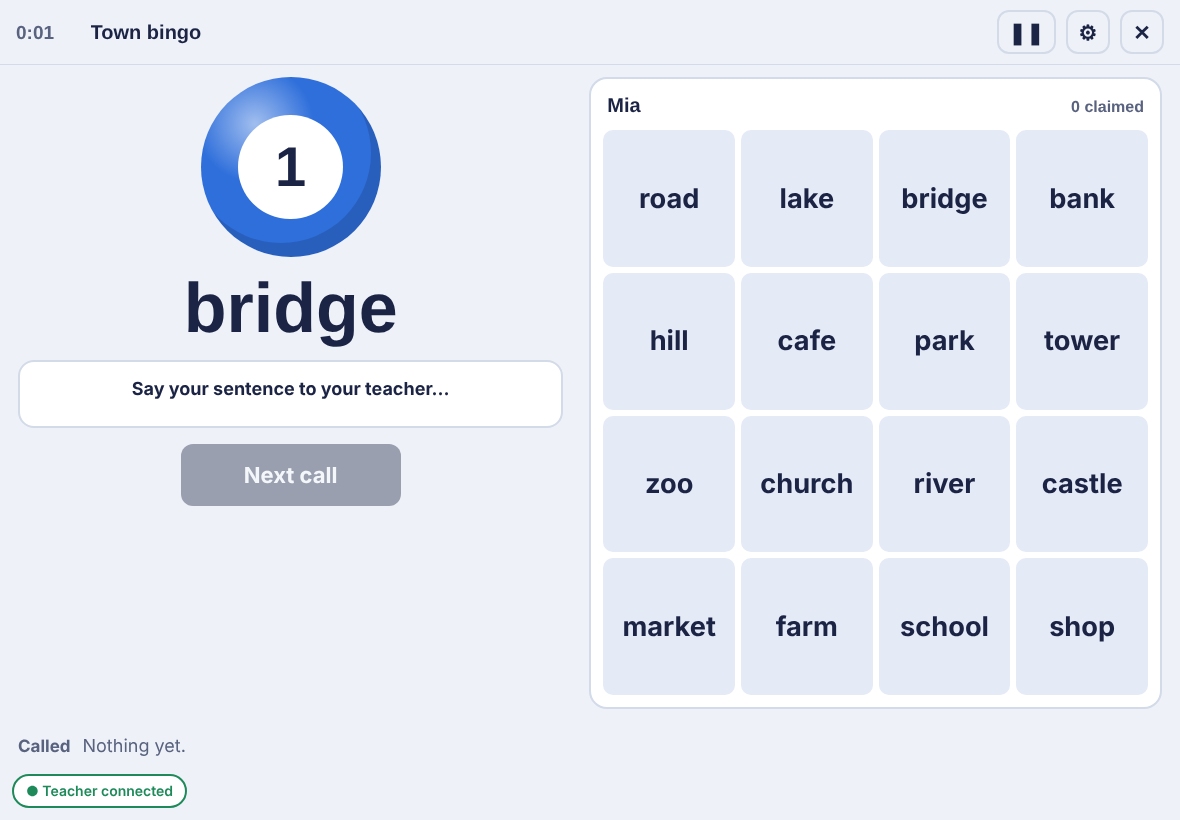 0:01 Town bingo ❚❚ ⚙ ✕
1
bridge
Say your sentence to your teacher...
Next call
Mia 0 claimed
road lake bridge bank
hill cafe park tower
zoo church river castle
market farm school shop
Called Nothing yet.
Teacher connected